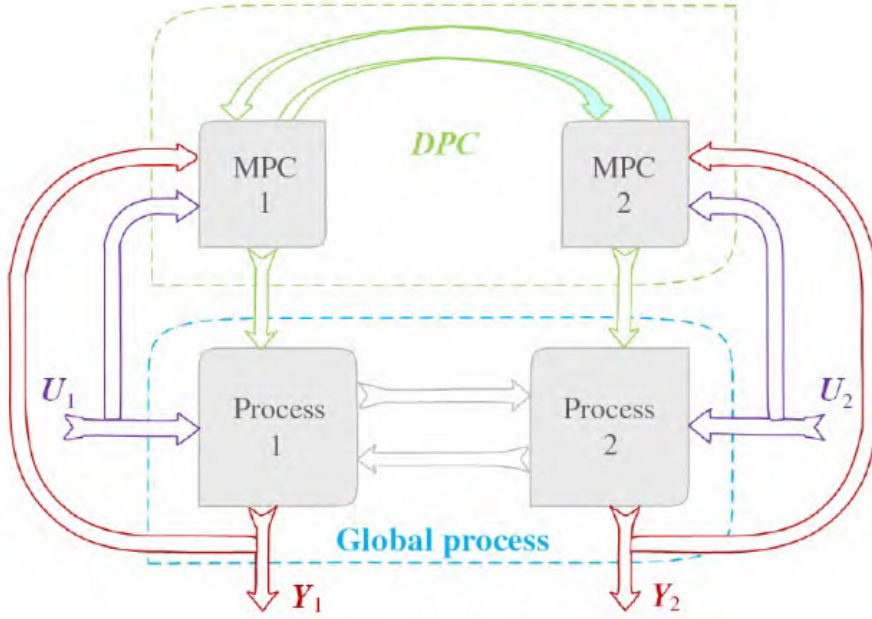 MPC
1
DPC
MPC
2
U1
Process
1
Process
2
U2
Global process
Y1
Y2